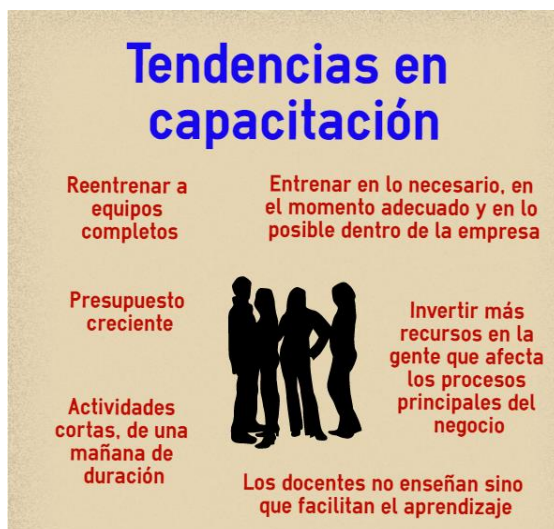 Tendencias en
capacitación
Reentrenar a
equipos
completos
Entrenar en lo necesario, en
el momento adecuado y en lo
posible dentro de la empresa
Presupuesto
creciente
Invertir más
recursos en la
gente que afecta
los procesos
principales del
negocio
Actividades
cortas, de una
mañana de
duración
Los docentes no enseñan sino
que facilitan el aprendizaje